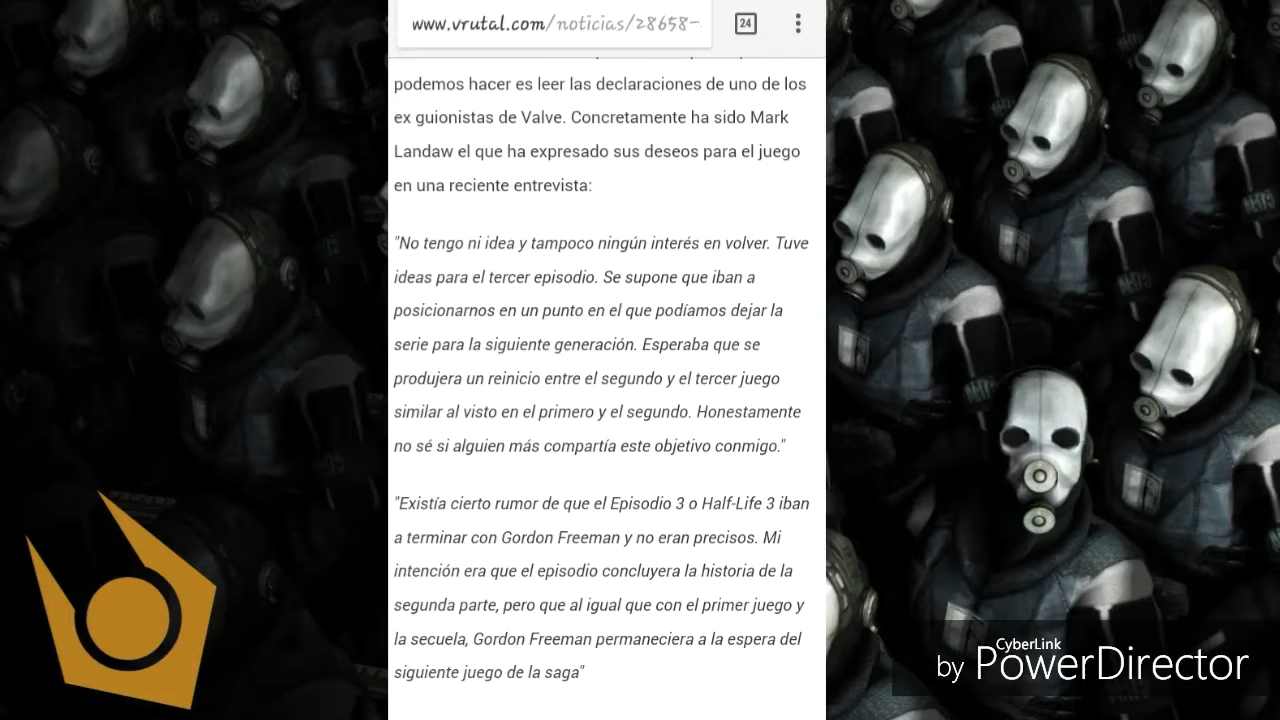 www.vrutal.com/noticias/28658-
24
podemos hacer es leer las declaraciones de uno de los
ex guionistas de Valve. Concretamente ha sido Mark
Landaw el que ha expresado sus deseos para el juego
en una reciente entrevista:
"No tengo ni idea y tampoco ningún interés en volver. Tuve
ideas para el tercer episodio. Se supone que iban a
posicionarnos en un punto en el que podíamos dejar la
serie para la siguiente generación. Esperaba que se
produjera un reinicio entre el segundo y el tercer juego
similar al visto en el primero y el segundo. Honestamente
no sé si alguien más compartía este objetivo conmigo."
"Existía cierto rumor de que el Episodio 3 o Half-Life 3 iban
a terminar con Gordon Freeman y no eran precisos. Mi
intención era que el episodio concluyera la historia de la
segunda parte, pero que al igual que con el primer juego y
la secuela, Gordon Freeman permaneciera a la espera del
siguiente juego de la saga"
CyberLink
by PowerDirector